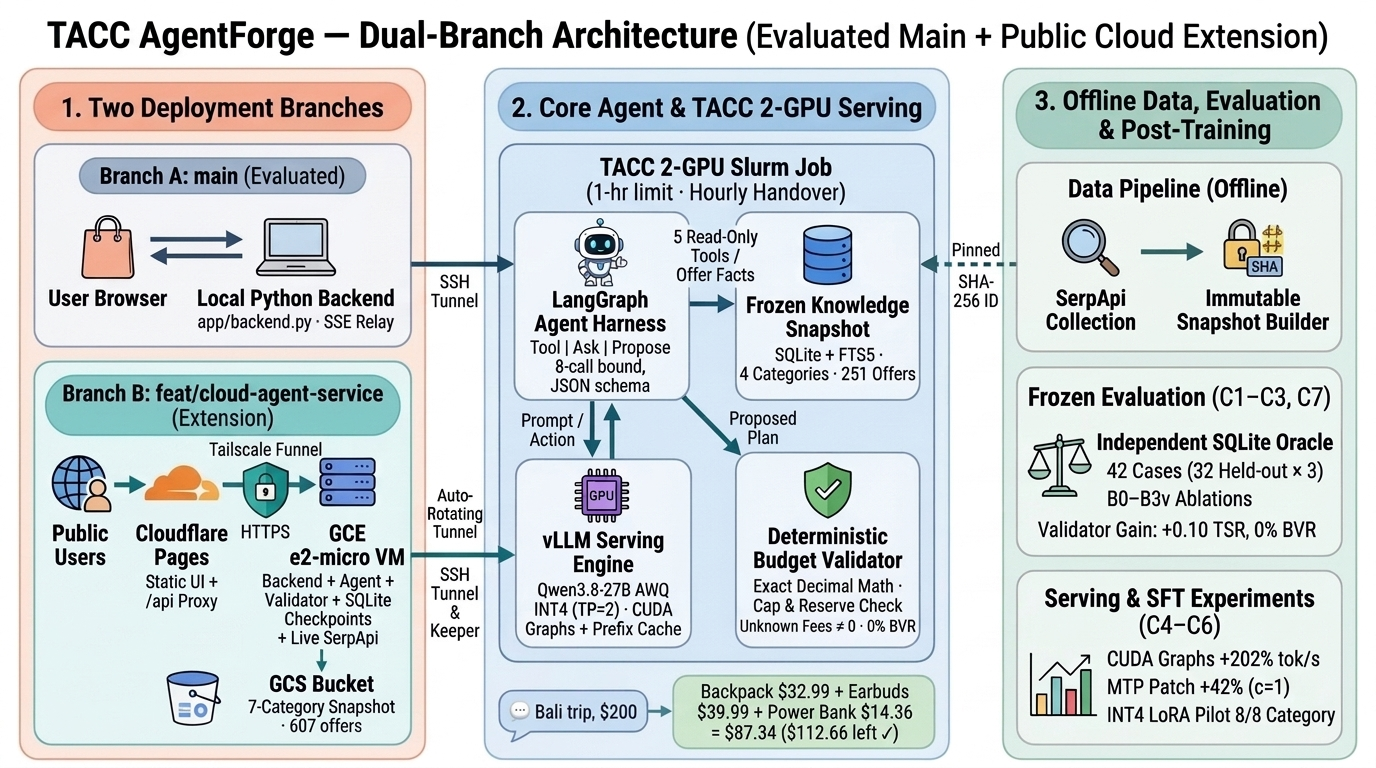 TACC AgentForge — Dual-Branch Architecture (Evaluated Main + Public Cloud Extension)
1. Two Deployment Branches
Branch A: main (Evaluated)
User Browser
Local Python Backend
app/backend.py · SSE Relay
Branch B: feat/cloud-agent-service
(Extension)
Tailscale Funnel
9
Public
Users
Cloudflare
Pages
Static UI +
/api Proxy
HTTPS
GCE
e2-micro VM
Backend + Agent +
Validator + SQLite
Checkpoints
+ Live SerpApi
GCS Bucket
7-Category Snapshot
· 607 offers
SSH
Tunnel
Auto-
Rotating
Tunnel
SSH
Tunnel
&
Keeper
2. Core Agent & TACC 2-GPU Serving
TACC 2-GPU Slurm Job
(1-hr limit · Hourly Handover)
LangGraph
Agent Harness
Tool | Ask | Propose
8-call bound,
JSON schema
5 Read-Only
Tools /
Offer Facts
Frozen Knowledge
Snapshot
SQLite + FTS5 ·
4 Categories · 251 Offers
Prompt /
Action
Proposed
Plan
GPU
vLLM Serving
Engine
Qwen3.8-27B AWQ
INT4 (TP=2) · CUDA
Graphs + Prefix Cache
Deterministic
Budget Validator
Exact Decimal Math ·
Cap & Reserve Check
Unknown Fees ≠ 0 · 0% BVR
Bali trip, $200
Backpack $32.99 + Earbuds
$39.99 + Power Bank $14.36
= $87.34 ($112.66 left ✓)
Pinned
SHA-
256 ID
3. Offline Data, Evaluation
& Post-Training
Data Pipeline (Offline)
SHA
SerpApi
Collection
Immutable
Snapshot Builder
Frozen Evaluation (C1–C3, C7)
Independent SQLite Oracle
42 Cases (32 Held-out × 3)
B0–B3v Ablations
Validator Gain: +0.10 TSR, 0% BVR
Serving & SFT Experiments
(C4–C6)
CUDA Graphs +202% tok/s
MTP Patch +42% (c=1)
INT4 LoRA Pilot 8/8 Category